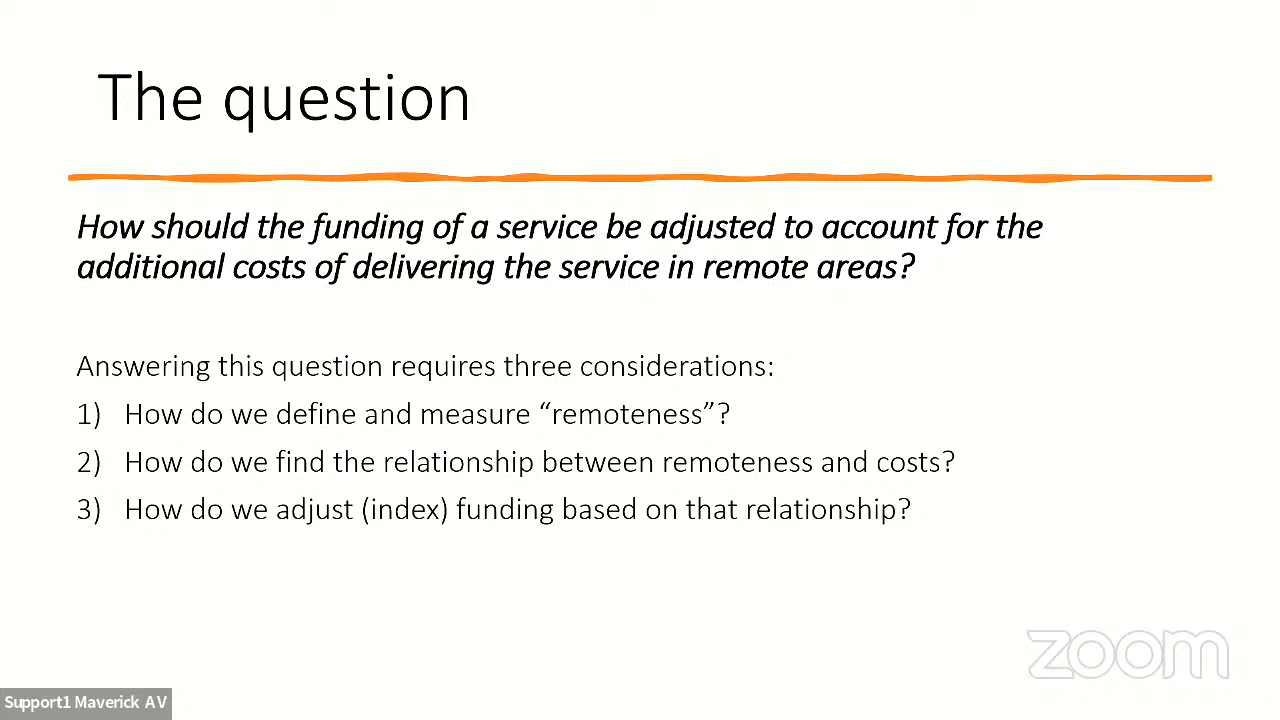 The question
How should the funding of a service be adjusted to account for the
additional costs of delivering the service in remote areas?
Answering this question requires three considerations:
1) How do we define and measure “remoteness”?
2) How do we find the relationship between remoteness and costs?
3) How do we adjust (index) funding based on that relationship?
zoom
Support1 Maverick AV